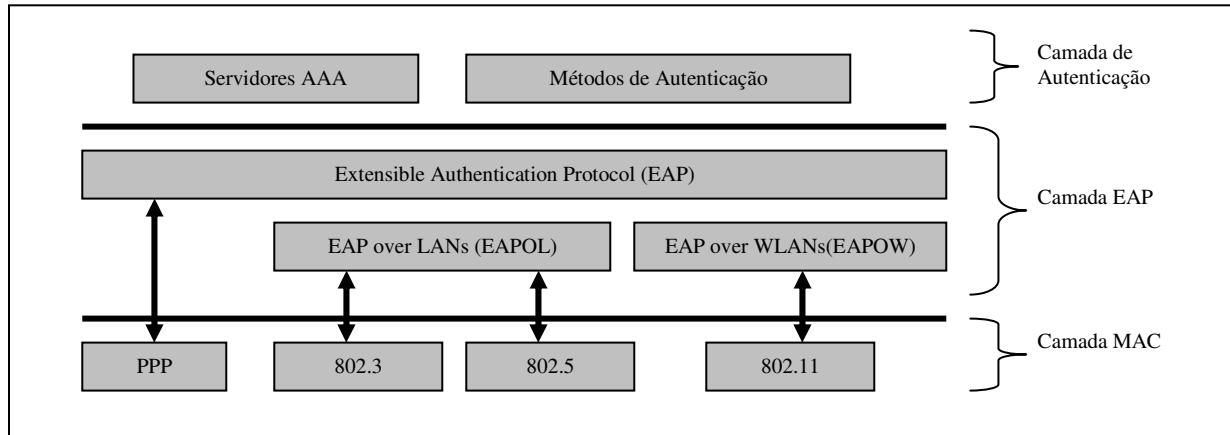 Servidores AAA
Métodos de Autenticação
Camada de
Autenticação
Extensible Authentication Protocol (EAP)
Camada EAP
EAP over LANs (EAPOL)
EAP over WLANs(EAPOW)
Camada MAC
PPP
802.3
802.5
802.11